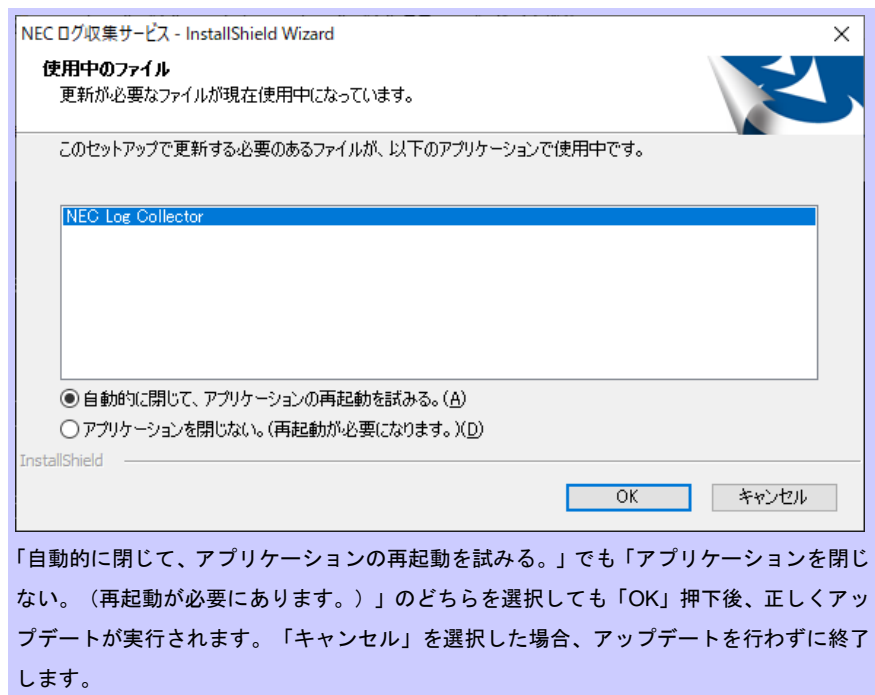 NEC ログ収集サービス - InstallShield Wizard
使用中のファイル
更新が必要なファイルが現在使用中になっています。
このセットアップで更新する必要のあるファイルが、以下のアプリケーションで使用中です。
NEC Log Collector
自動的に閉じて、アプリケーションの再起動を試みる。(A)
アプリケーションを閉じない。(再起動が必要になります。)(D)
InstallShield
OK キャンセル
「自動的に閉じて、アプリケーションの再起動を試みる。」でも「アプリケーションを閉じ
ない。（再起動が必要にあります。）」のどちらを選択しても「OK」押下後、正しくアッ
プデートが実行されます。「キャンセル」を選択した場合、アップデートを行わずに終了
します。